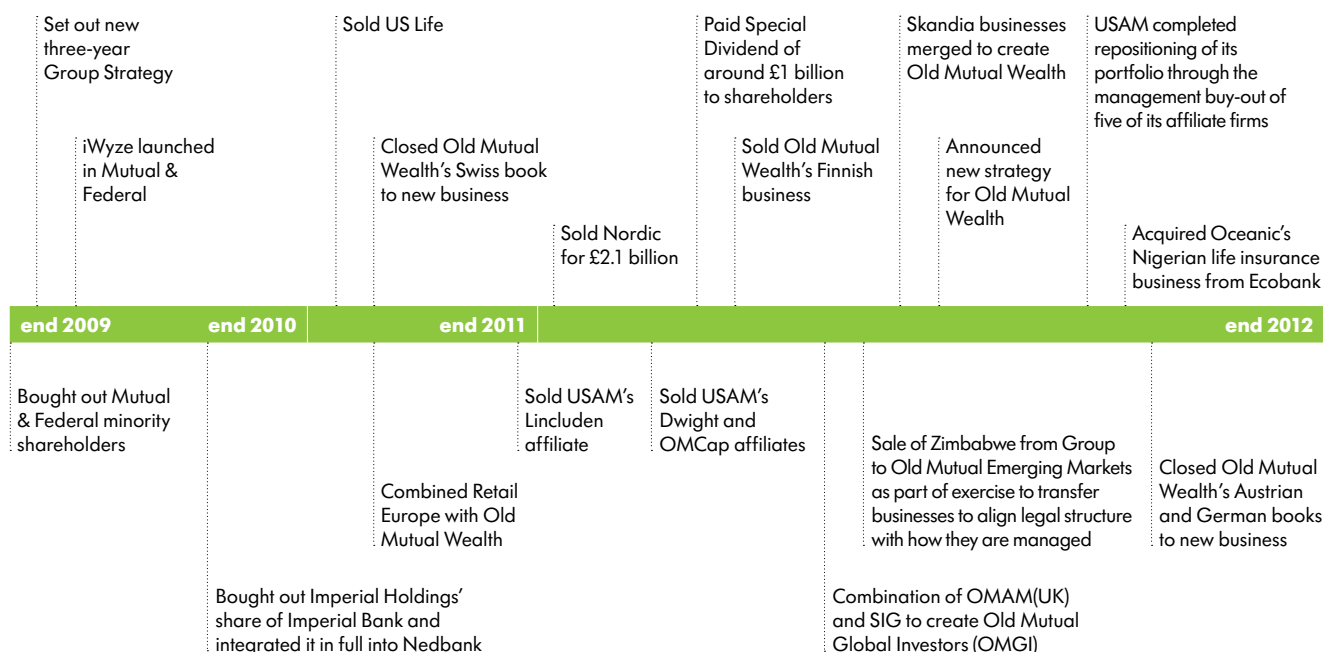 Set out new
three-year
Group Strategy
iWyze launched
in Mutual &
Federal
Sold US Life
Closed Old Mutual
Wealth's Swiss book
to new business
Sold Nordic
for £2.1 billion
Paid Special
Dividend of
around £1 billion
to shareholders
Sold Old Mutual
Wealth's Finnish
business
Skandia businesses
merged to create
Old Mutual Wealth
Announced
new strategy
for Old Mutual
Wealth
USAM completed
repositioning of its
portfolio through the
management buy-out of
five of its affiliate firms
Acquired Oceanic's
Nigerian life insurance
business from Ecobank
end 2009
end 2010
end 2011
end 2012
Bought out Mutual
& Federal minority
shareholders
Bought out Imperial Holdings'
share of Imperial Bank and
integrated it in full into Nedbank
Combined Retail
Europe with Old
Mutual Wealth
Sold USAM's
Lincluden
affiliate
Sold USAM's
Dwight and
OMCap affiliates
Combination of OMAM(UK)
and SIG to create Old Mutual
Global Investors (OMGI)
Sale of Zimbabwe from Group
to Old Mutual Emerging Markets
as part of exercise to transfer
businesses to align legal structure
with how they are managed
Closed Old Mutual
Wealth's Austrian
and German books
to new business